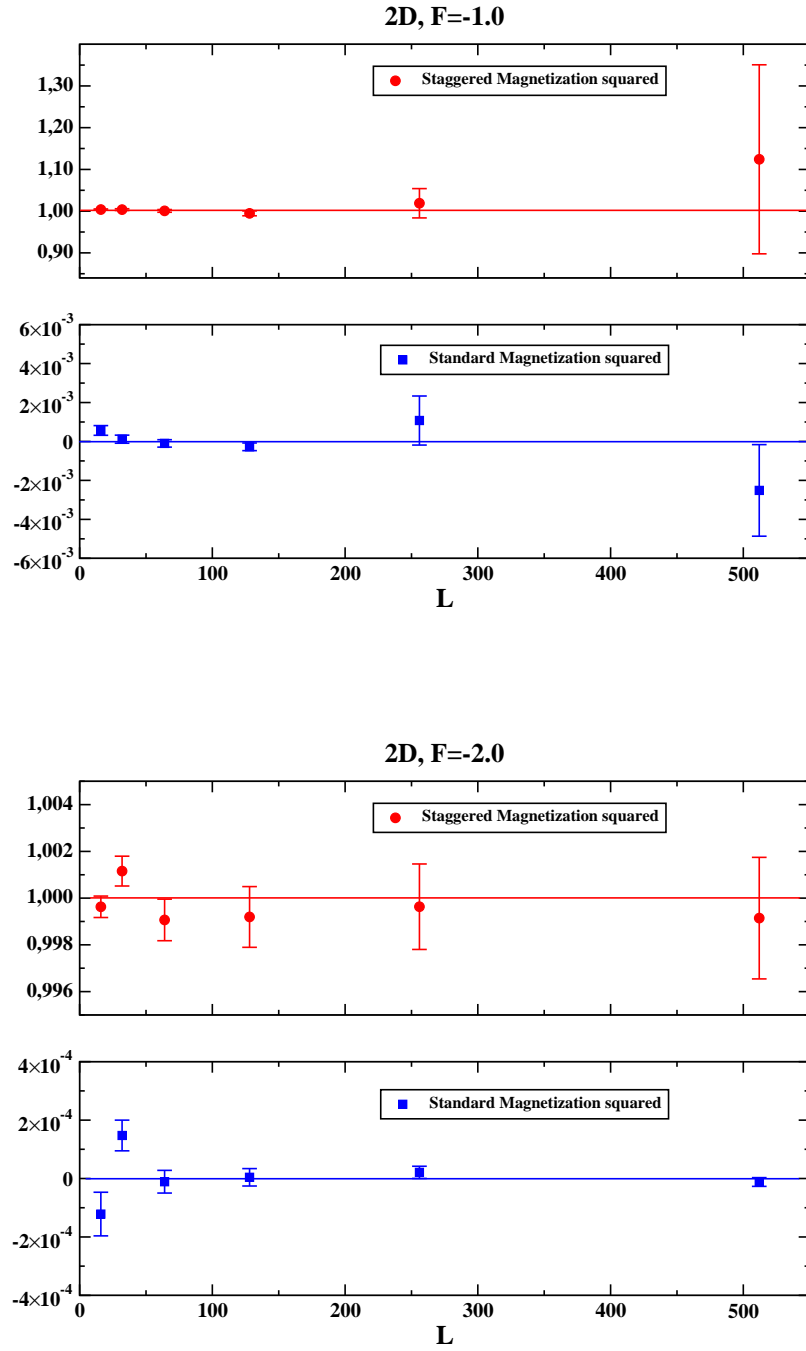 2D, F=-1.0
Staggered Magnetization squared
1,30
1,20
1,10
1,00
0,90
Standard Magnetization squared
6×10⁻³
4×10⁻³
2×10⁻³
0
-2×10⁻³
-4×10⁻³
-6×10⁻³
0 100 200 300 400 500
L
2D, F=-2.0
Staggered Magnetization squared
1,004
1,002
1,000
0,998
0,996
Standard Magnetization squared
4×10⁻⁴
2×10⁻⁴
0
-2×10⁻⁴
-4×10⁻⁴
0 100 200 300 400 500
L